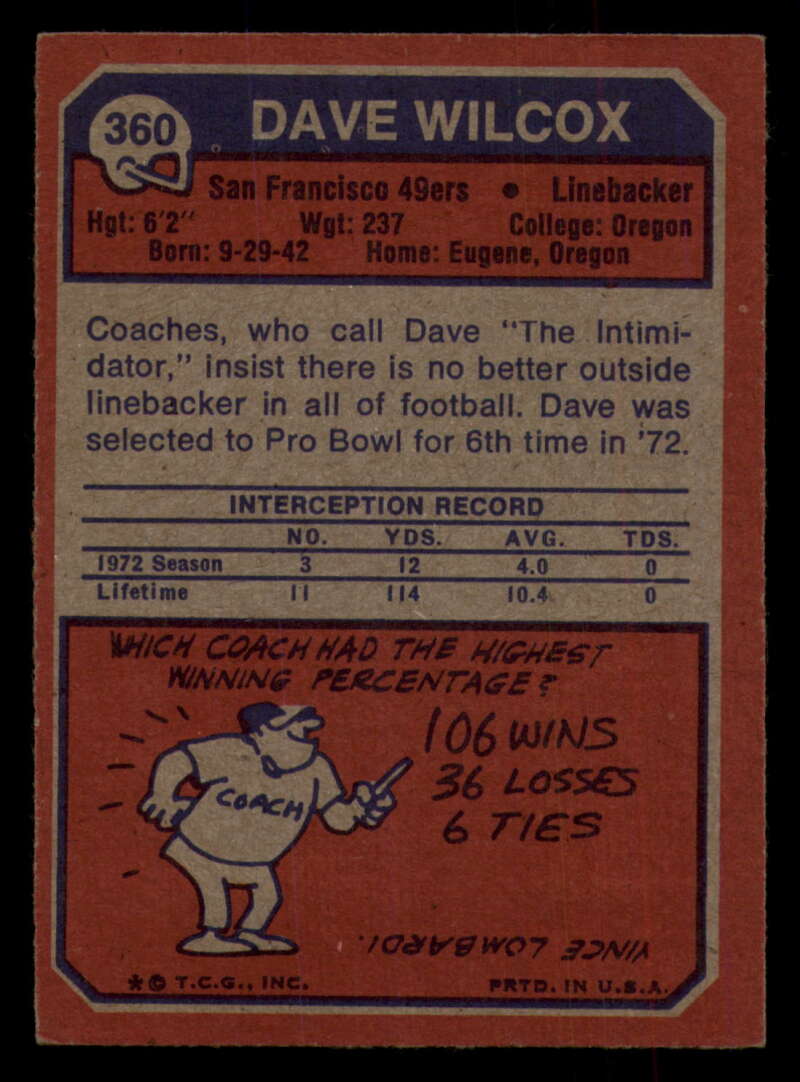 360 DAVE WILCOX
San Francisco 49ers • Linebacker
Hgt: 6'2" Wgt: 237 College: Oregon
Born: 9-29-42 Home: Eugene, Oregon
Coaches, who call Dave "The Intimi-
dator," insist there is no better outside
linebacker in all of football. Dave was
selected to Pro Bowl for 6th time in '72.
INTERCEPTION RECORD
NO. YDS. AVG. TDS.
1972 Season 3 12 4.0 0
Lifetime 11 114 10.4 0
WHICH COACH HAD THE HIGHEST
WINNING PERCENTAGE?
106 WINS
36 LOSSES
6 TIES
COACH
VINCE LOMBARDI.
*© T.C.G., INC. PRTD. IN U.S.A.